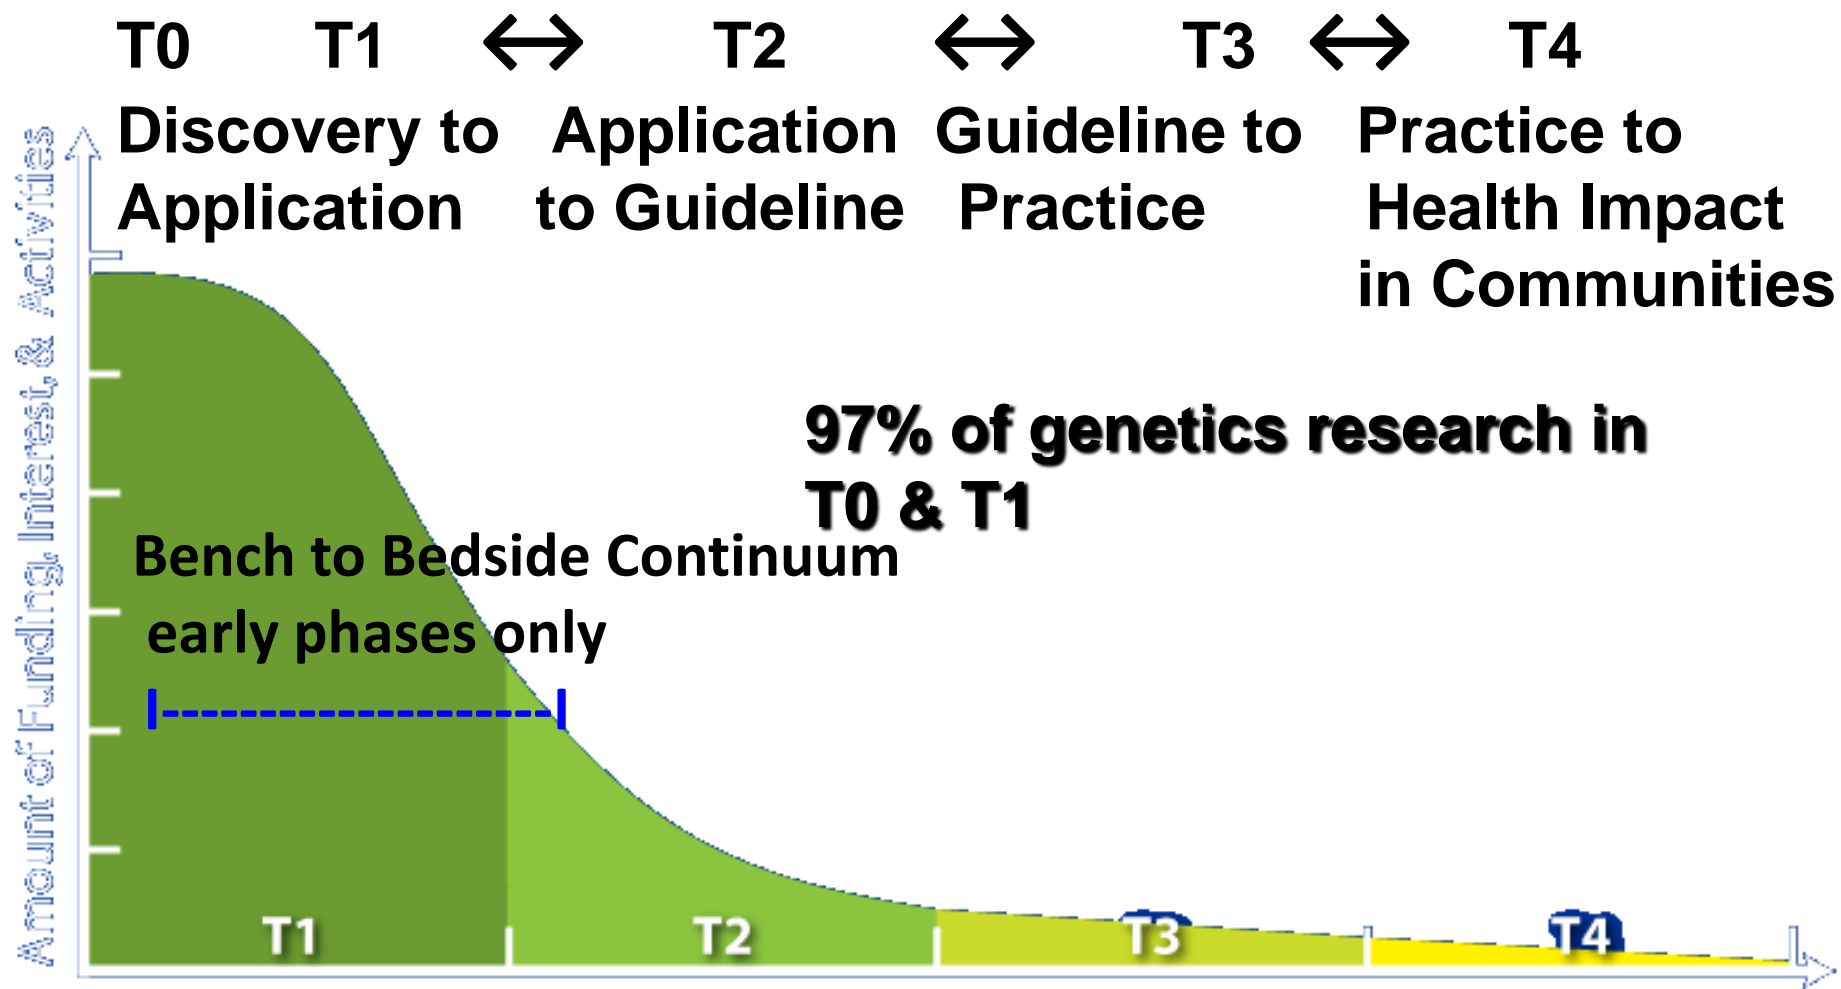 T0 T1 ↔ T2 ↔ T3 ↔ T4
Discovery to Application Guideline to Practice to
Application to Guideline Practice Health Impact
in Communities
Amount of Funding, Interest, & Activities
97% of genetics research in
T0 & T1
Bench to Bedside Continuum
early phases only
T1 T2 T3 T4